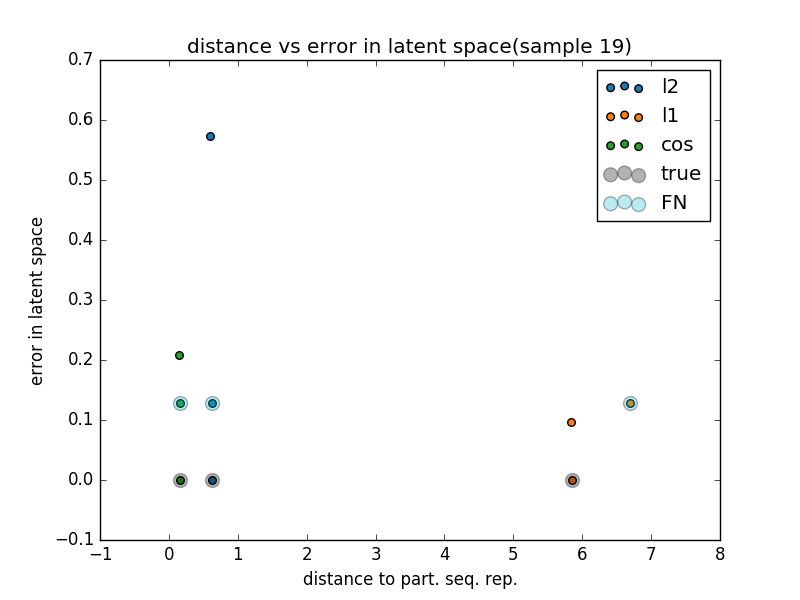 distance vs error in latent space(sample 19)
0.7
0.6
0.5
0.4
0.3
0.2
0.1
0.0
−0.1
error in latent space
l2
l1
cos
true
FN
−1 0 1 2 3 4 5 6 7 8
distance to part. seq. rep.